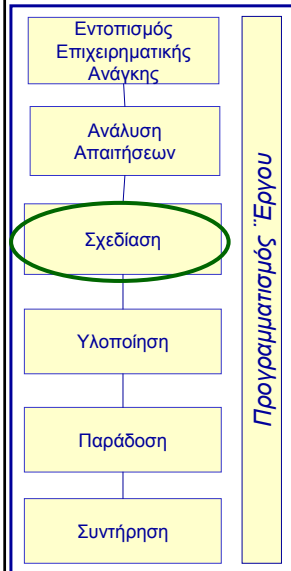 Εντοπισμός
Επιχειρηματικής
Ανάγκης
Ανάλυση
Απαιτήσεων
Σχεδίαση
Υλοποίηση
Παράδοση
Συντήρηση
Προγραμματισμός ¨Εργου